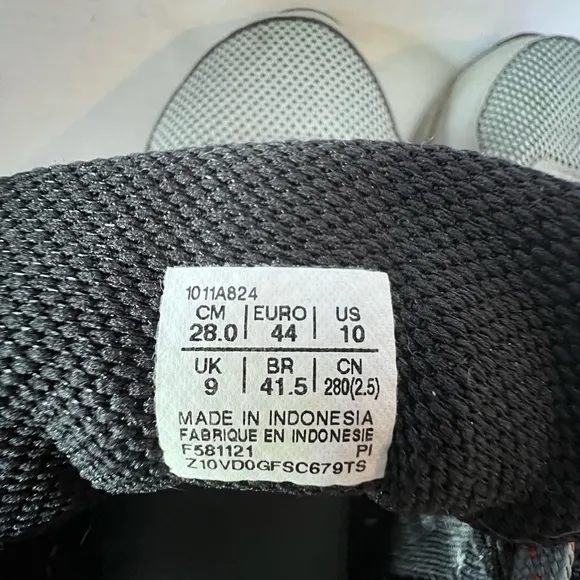 1011A824
CM | EURO | US
28.0 | 44 | 10
UK | BR | CN
9 | 41.5 | 280(2.5)
MADE IN INDONESIA
FABRIQUE EN INDONESIE
F581121 PI
Z10VD0GFSC679TS